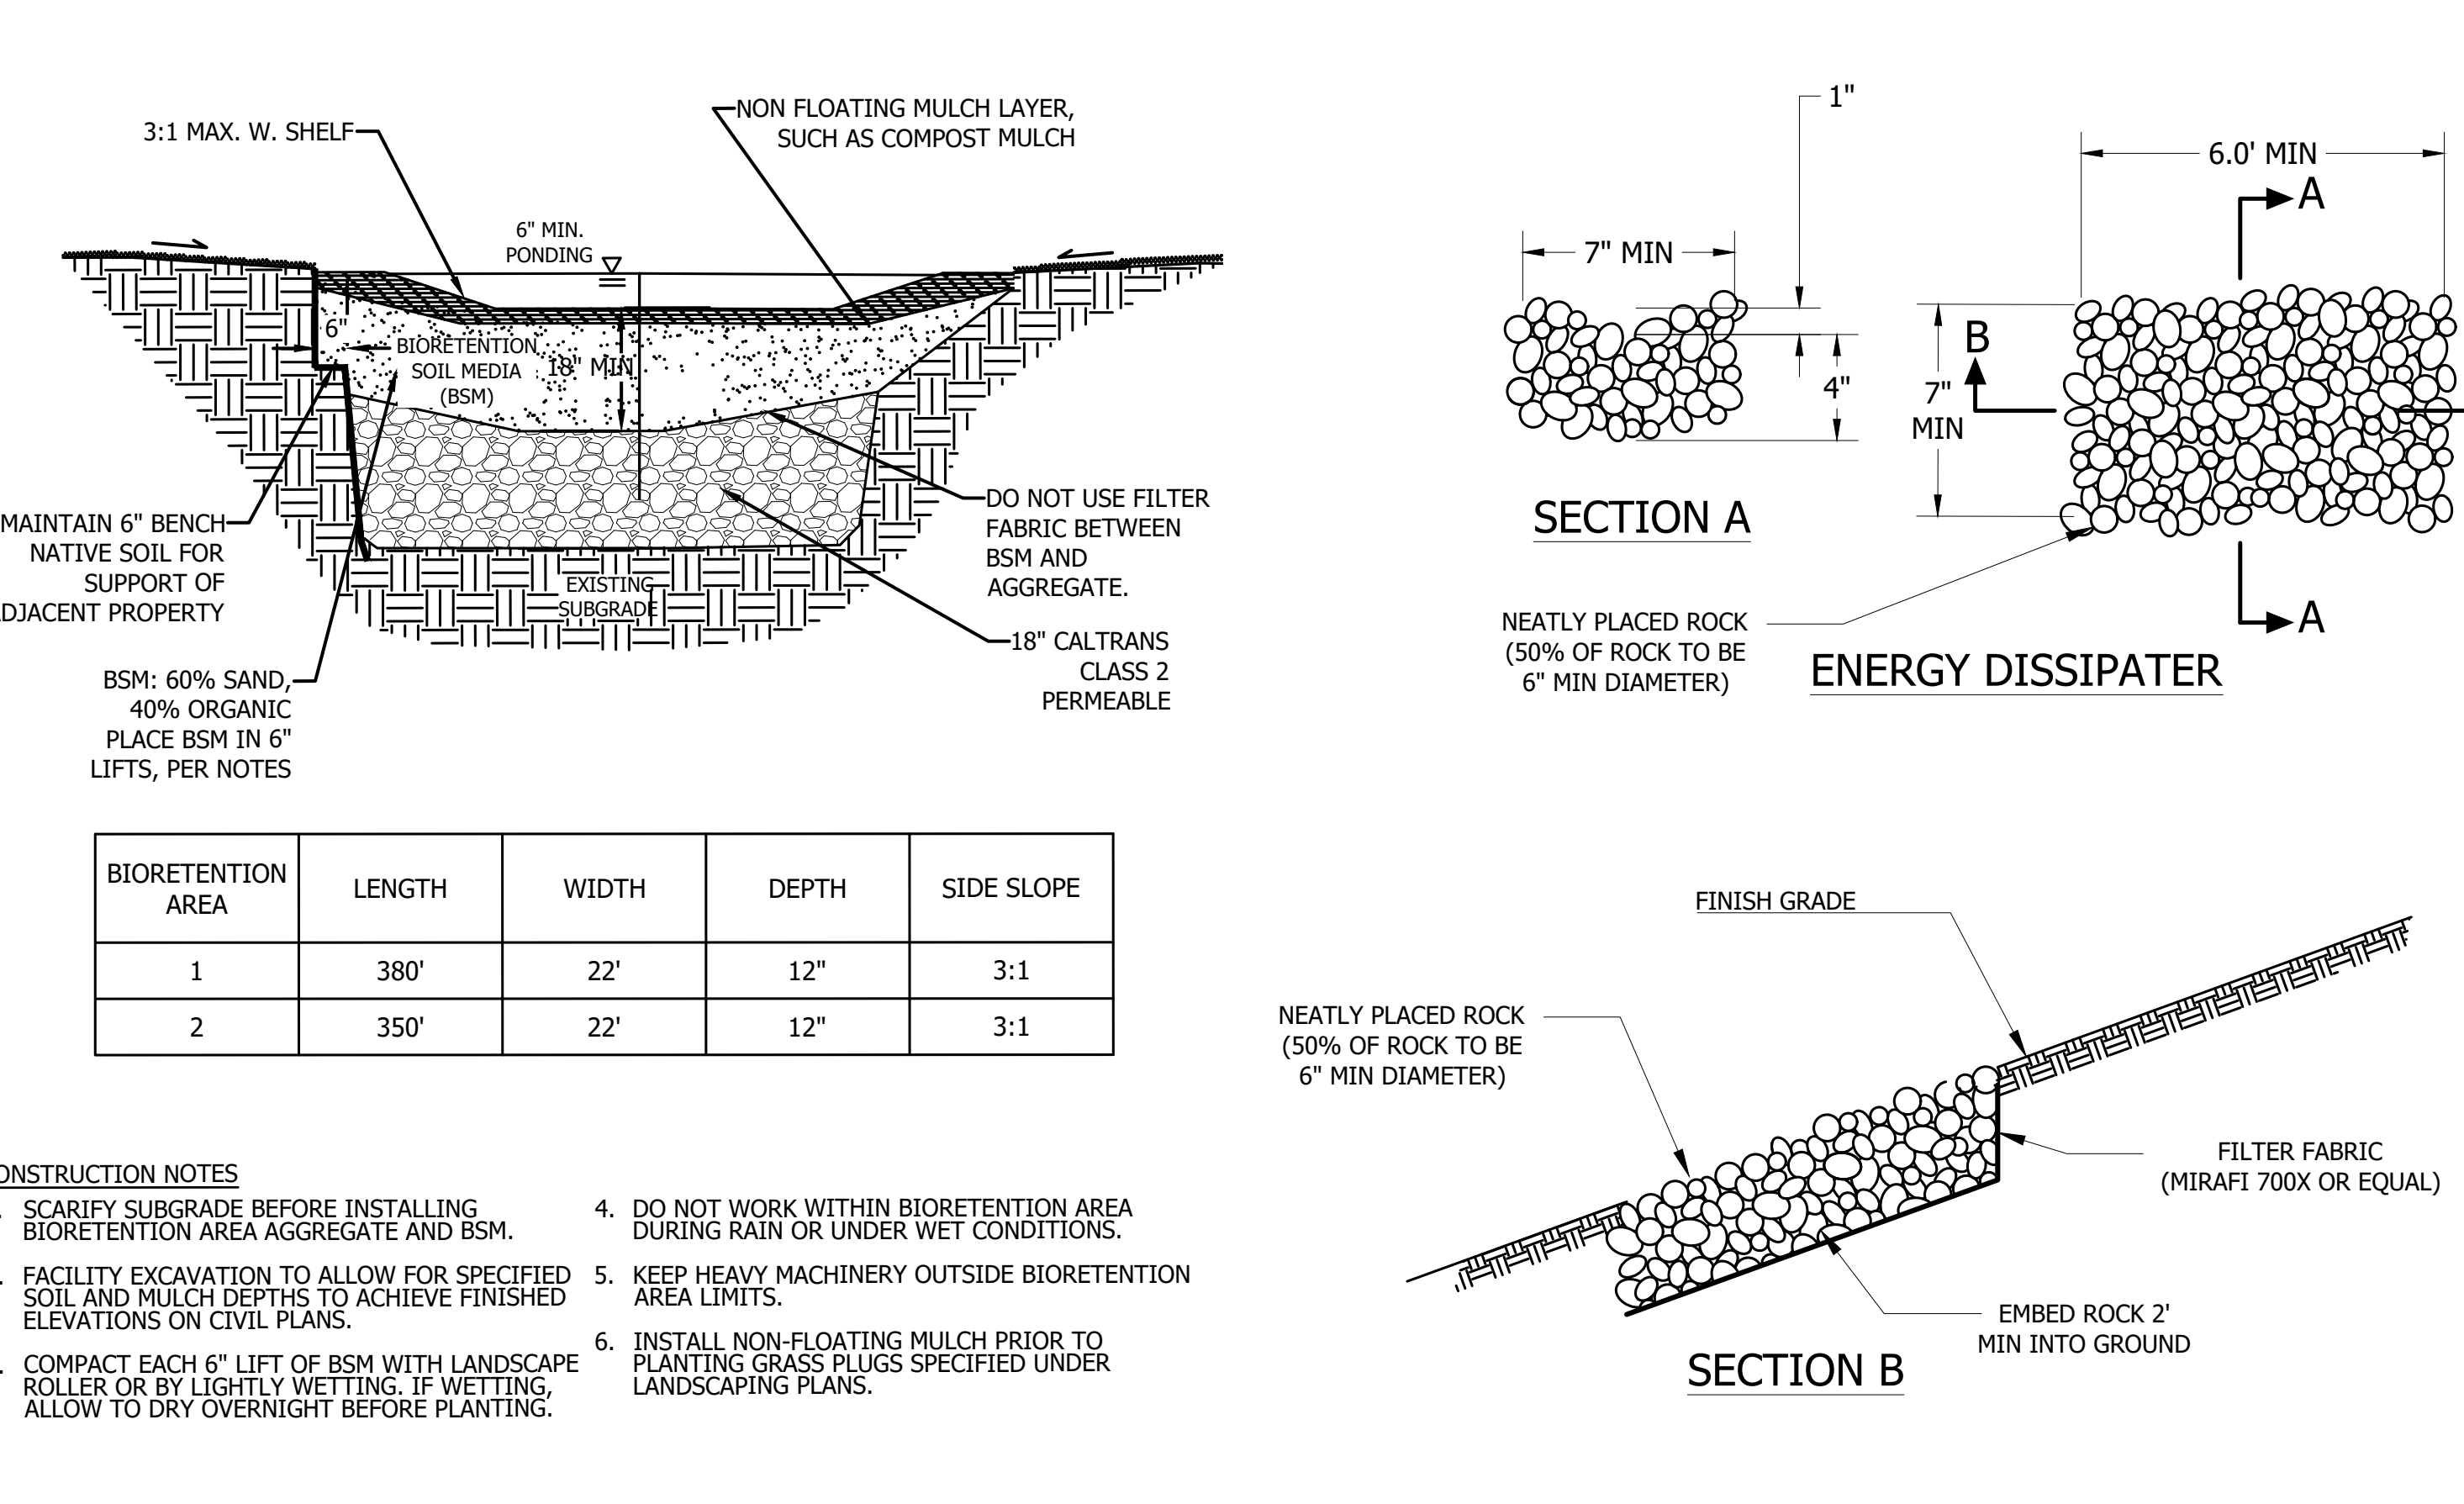 3:1 MAX. W. SHELF
NON FLOATING MULCH LAYER,
SUCH AS COMPOST MULCH
6" MIN.
PONDING
6"
BIORETENTION
SOIL MEDIA
(BSM)
18" MIN
MAINTAIN 6" BENCH
NATIVE SOIL FOR
SUPPORT OF
DJACENT PROPERTY
EXISTING
SUBGRADE
DO NOT USE FILTER
FABRIC BETWEEN
BSM AND
AGGREGATE.
18" CALTRANS
CLASS 2
PERMEABLE
BSM: 60% SAND,
40% ORGANIC
PLACE BSM IN 6"
LIFTS, PER NOTES
1"
7" MIN
4"
SECTION A
6.0' MIN
A
B
7"
MIN
A
NEATLY PLACED ROCK
(50% OF ROCK TO BE
6" MIN DIAMETER)
ENERGY DISSIPATER
BIORETENTION
AREA
LENGTH
WIDTH
DEPTH
SIDE SLOPE
1 380' 22' 12" 3:1
2 350' 22' 12" 3:1
FINISH GRADE
NEATLY PLACED ROCK
(50% OF ROCK TO BE
6" MIN DIAMETER)
FILTER FABRIC
(MIRAFI 700X OR EQUAL)
EMBED ROCK 2'
MIN INTO GROUND
SECTION B
ONSTRUCTION NOTES
. SCARIFY SUBGRADE BEFORE INSTALLING
BIORETENTION AREA AGGREGATE AND BSM.
. FACILITY EXCAVATION TO ALLOW FOR SPECIFIED
SOIL AND MULCH DEPTHS TO ACHIEVE FINISHED
ELEVATIONS ON CIVIL PLANS.
. COMPACT EACH 6" LIFT OF BSM WITH LANDSCAPE
ROLLER OR BY LIGHTLY WETTING. IF WETTING,
ALLOW TO DRY OVERNIGHT BEFORE PLANTING.
4. DO NOT WORK WITHIN BIORETENTION AREA
DURING RAIN OR UNDER WET CONDITIONS.
5. KEEP HEAVY MACHINERY OUTSIDE BIORETENTION
AREA LIMITS.
6. INSTALL NON-FLOATING MULCH PRIOR TO
PLANTING GRASS PLUGS SPECIFIED UNDER
LANDSCAPING PLANS.